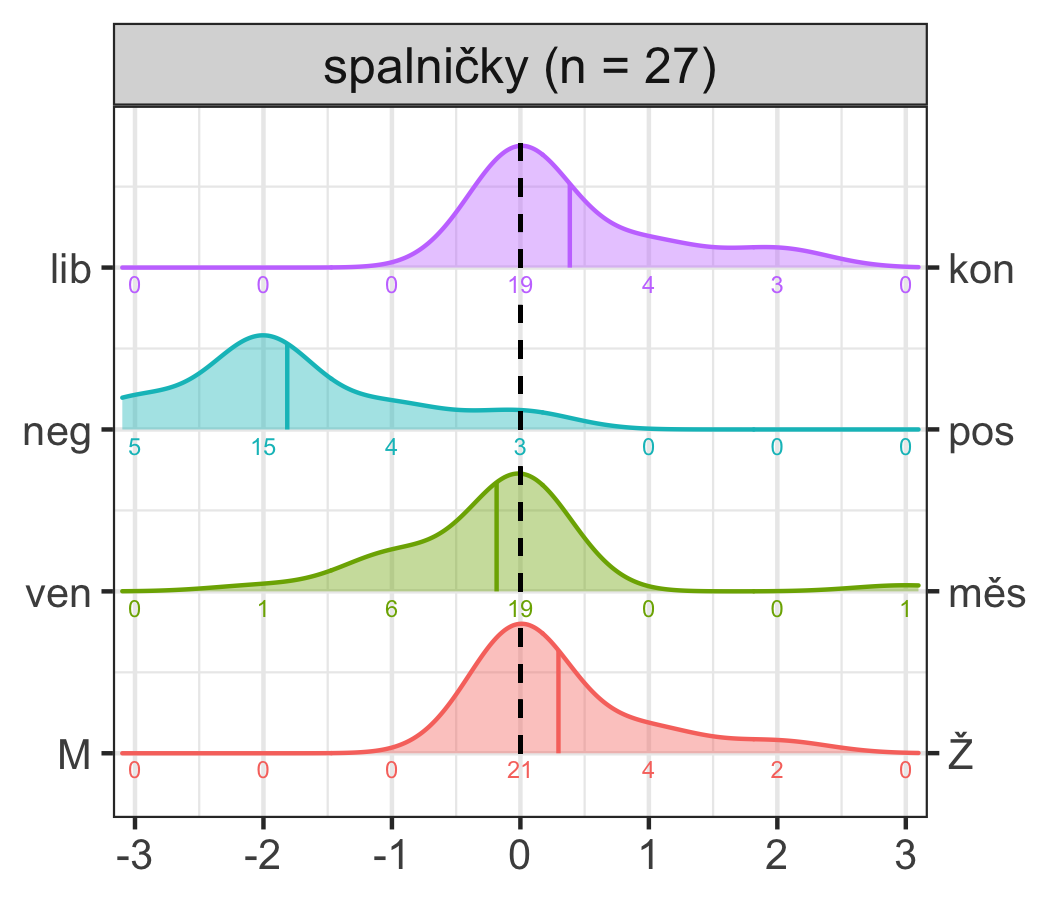 spalničky (n = 27)
lib kon
0 0 0 19 4 3 0
neg pos
5 15 4 3 0 0 0
ven měs
0 1 6 19 0 0 1
M Ž
0 0 0 21 4 2 0
-3 -2 -1 0 1 2 3